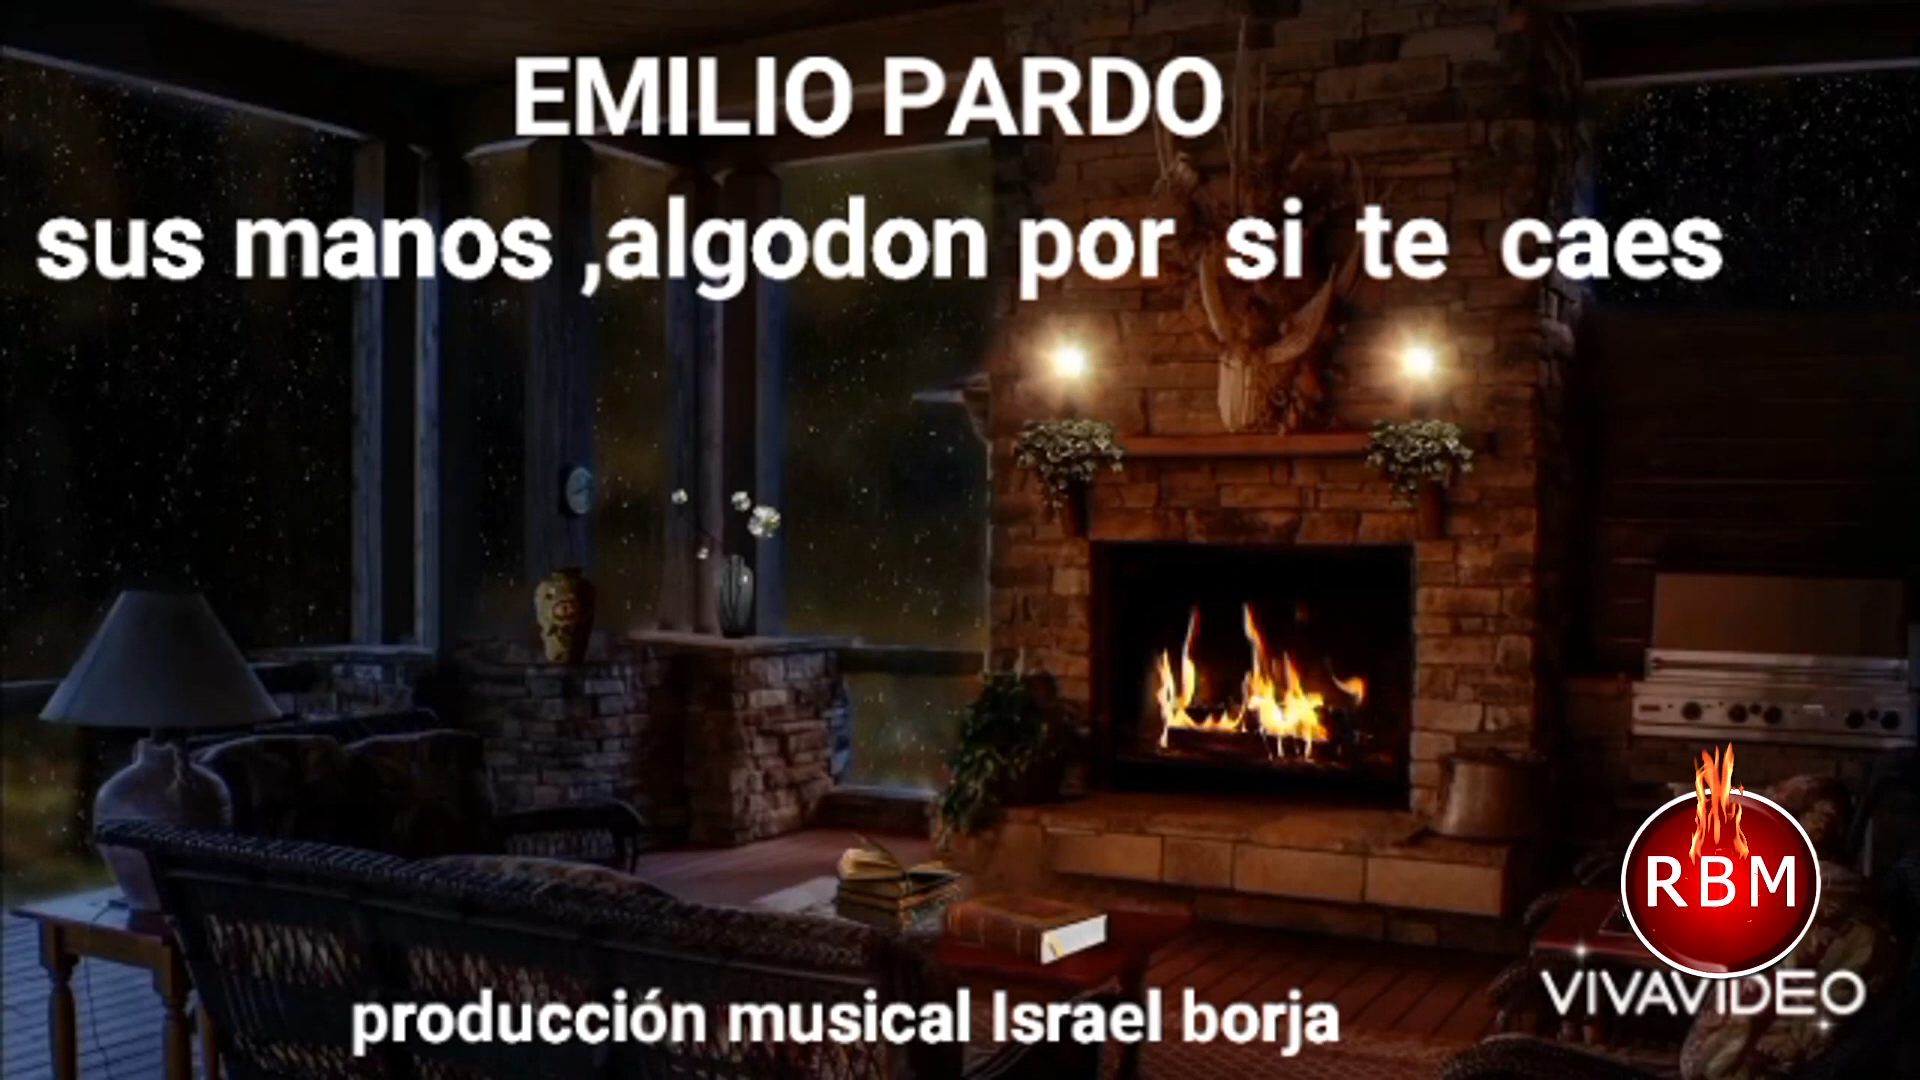 EMILIO PARDO
sus manos ,algodon por si te caes
RBM
VIVAVIDEO
producción musical Israel borja